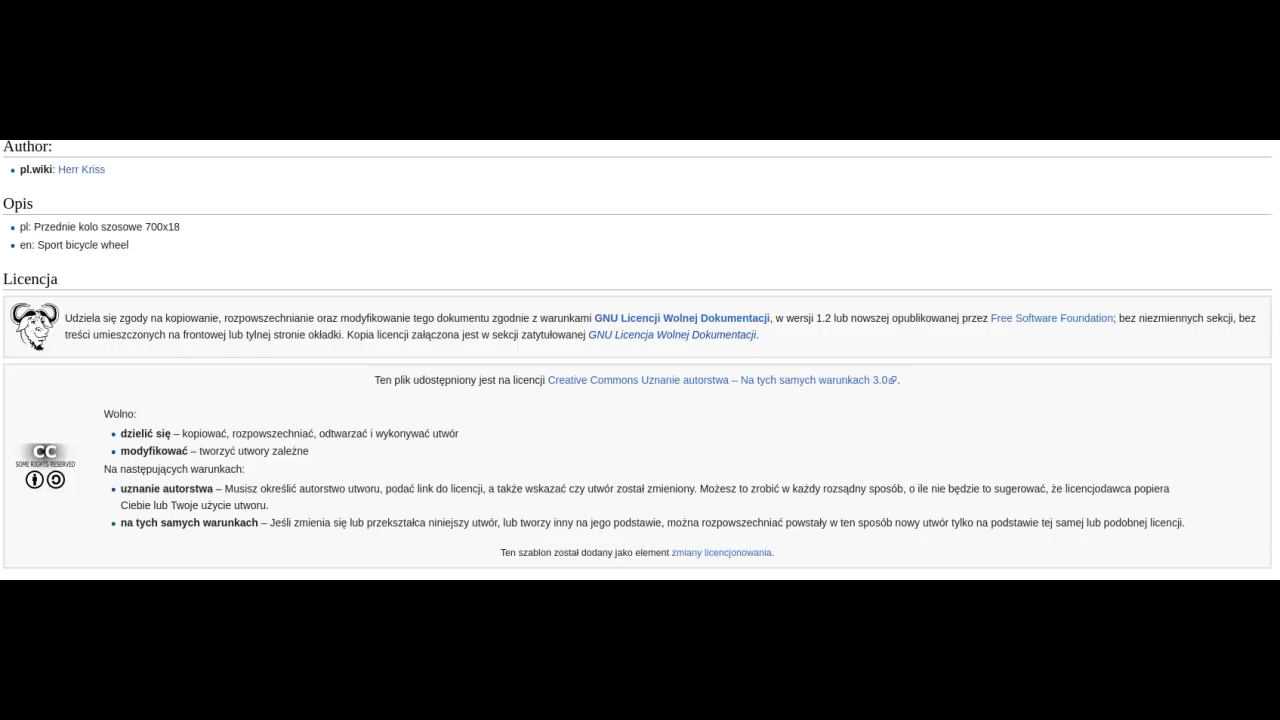 Author:
pl.wiki: Herr Kriss
Opis
pl: Przednie kolo szosowe 700x18
en: Sport bicycle wheel
Licencja
Udziela się zgody na kopiowanie, rozpowszechnianie oraz modyfikowanie tego dokumentu zgodnie z warunkami GNU Licencji Wolnej Dokumentacji, w wersji 1.2 lub nowszej opublikowanej przez Free Software Foundation; bez niezmiennych sekcji, bez
treści umieszczonych na frontowej lub tylnej stronie okładki. Kopia licencji załączona jest w sekcji zatytułowanej GNU Licencja Wolnej Dokumentacji.
Ten plik udostępniony jest na licencji Creative Commons Uznanie autorstwa – Na tych samych warunkach 3.0.
Wolno:
dzielić się – kopiować, rozpowszechniać, odtwarzać i wykonywać utwór
modyfikować – tworzyć utwory zależne
CC
SOME RIGHTS RESERVED
Na następujących warunkach:
uznanie autorstwa – Musisz określić autorstwo utworu, podać link do licencji, a także wskazać czy utwór został zmieniony. Możesz to zrobić w każdy rozsądny sposób, o ile nie będzie to sugerować, że licencjodawca popiera
Ciebie lub Twoje użycie utworu.
na tych samych warunkach – Jeśli zmienia się lub przekształca niniejszy utwór, lub tworzy inny na jego podstawie, można rozpowszechniać powstały w ten sposób nowy utwór tylko na podstawie tej samej lub podobnej licencji.
Ten szablon został dodany jako element zmiany licencjonowania.